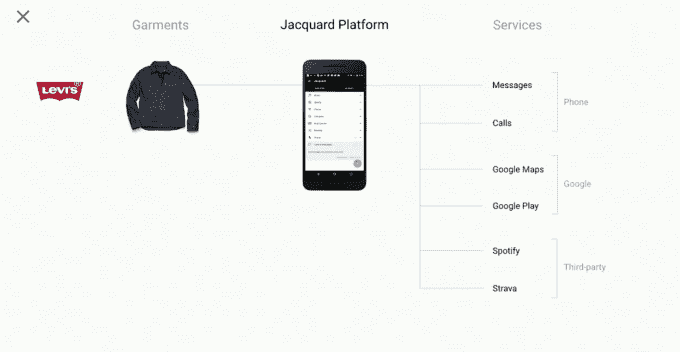 Garments
Jacquard Platform
Services
LEVI'S
Messages
Calls
Phone
Google Maps
Google Play
Google
Spotify
Strava
Third-party